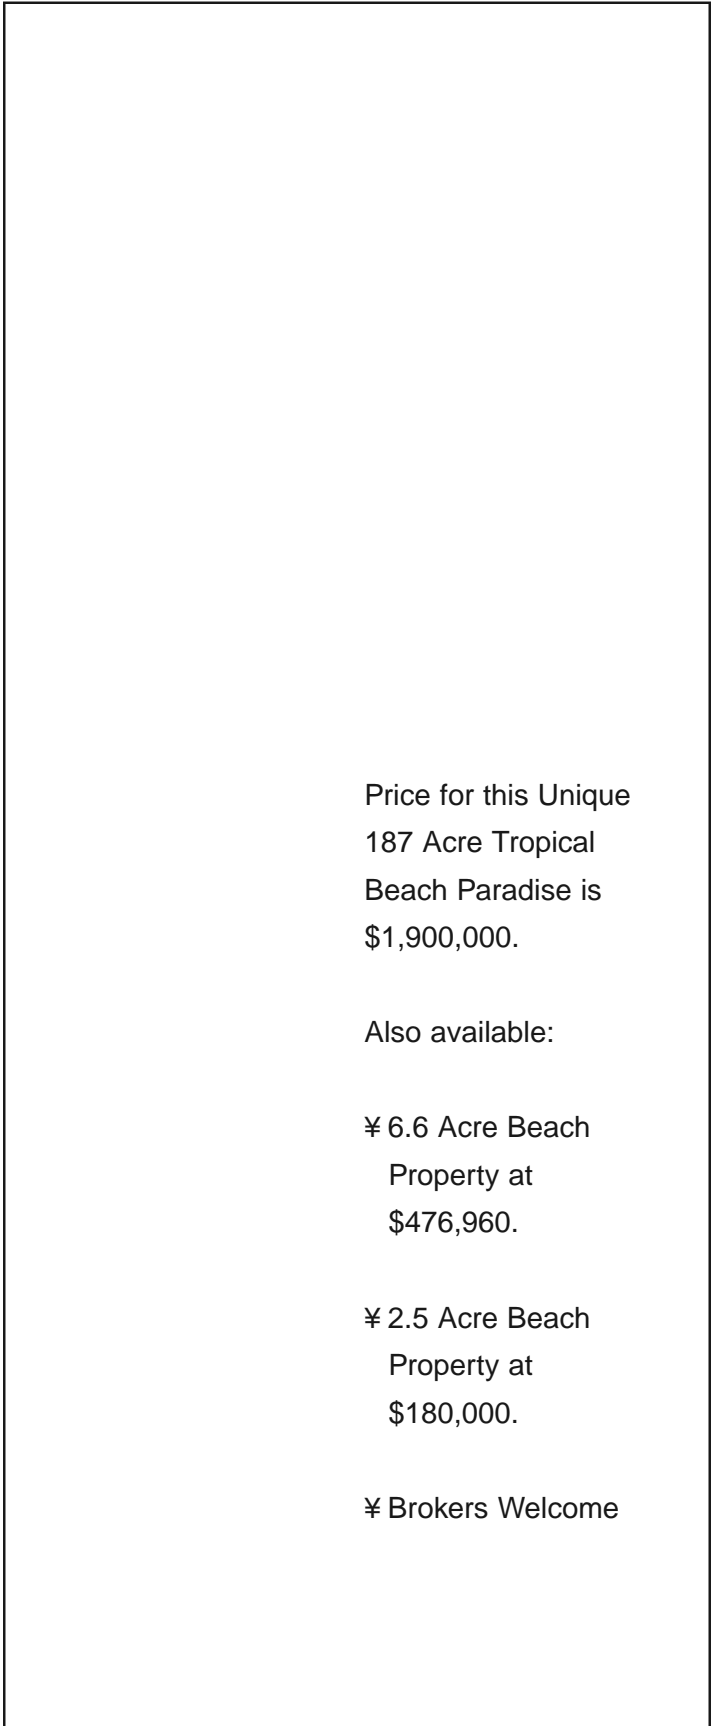 Price for this Unique
187 Acre Tropical
Beach Paradise is
$1,900,000.
Also available:
¥ 6.6 Acre Beach
Property at
$476,960.
¥ 2.5 Acre Beach
Property at
$180,000.
¥ Brokers Welcome